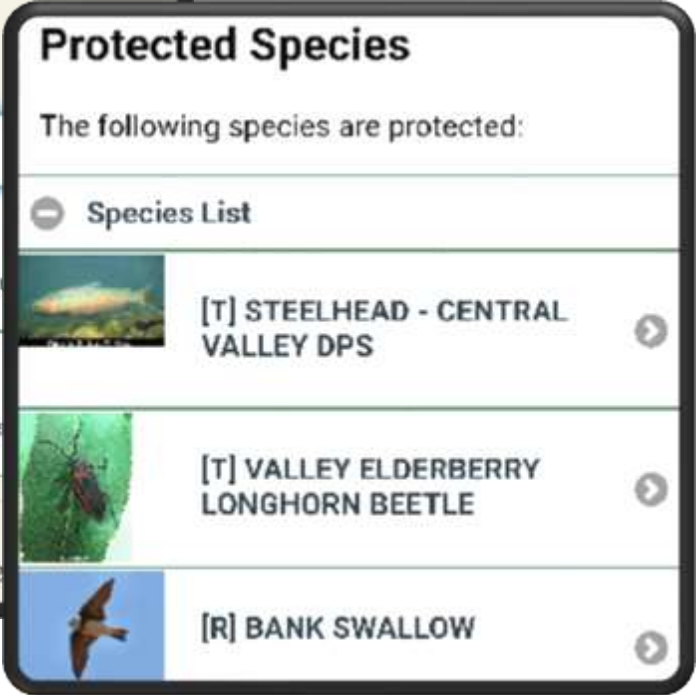 Protected Species
The following species are protected:
Species List
[T] STEELHEAD - CENTRAL
VALLEY DPS
[T] VALLEY ELDERBERRY
LONGHORN BEETLE
[R] BANK SWALLOW